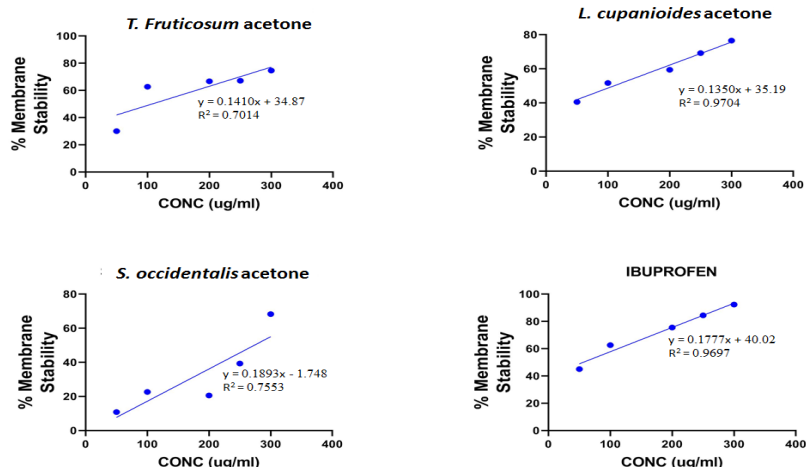 T. Fruticosum acetone
% Membrane
Stability
100
80
60
40
20
0
y = 0.1410x + 34.87
R² = 0.7014
0 100 200 300 400
CONC (ug/ml)
L. cupanioides acetone
% Membrane
Stability
80
60
40
20
0
y = 0.1350x + 35.19
R² = 0.9704
0 100 200 300 400
CONC (ug/ml)
S. occidentalis acetone
% Membrane
Stability
80
60
40
20
0
y = 0.1893x - 1.748
R² = 0.7553
0 100 200 300 400
CONC (ug/ml)
IBUPROFEN
% Membrane
Stability
100
80
60
40
20
0
y = 0.1777x + 40.02
R² = 0.9697
0 100 200 300 400
CONC (ug/ml)